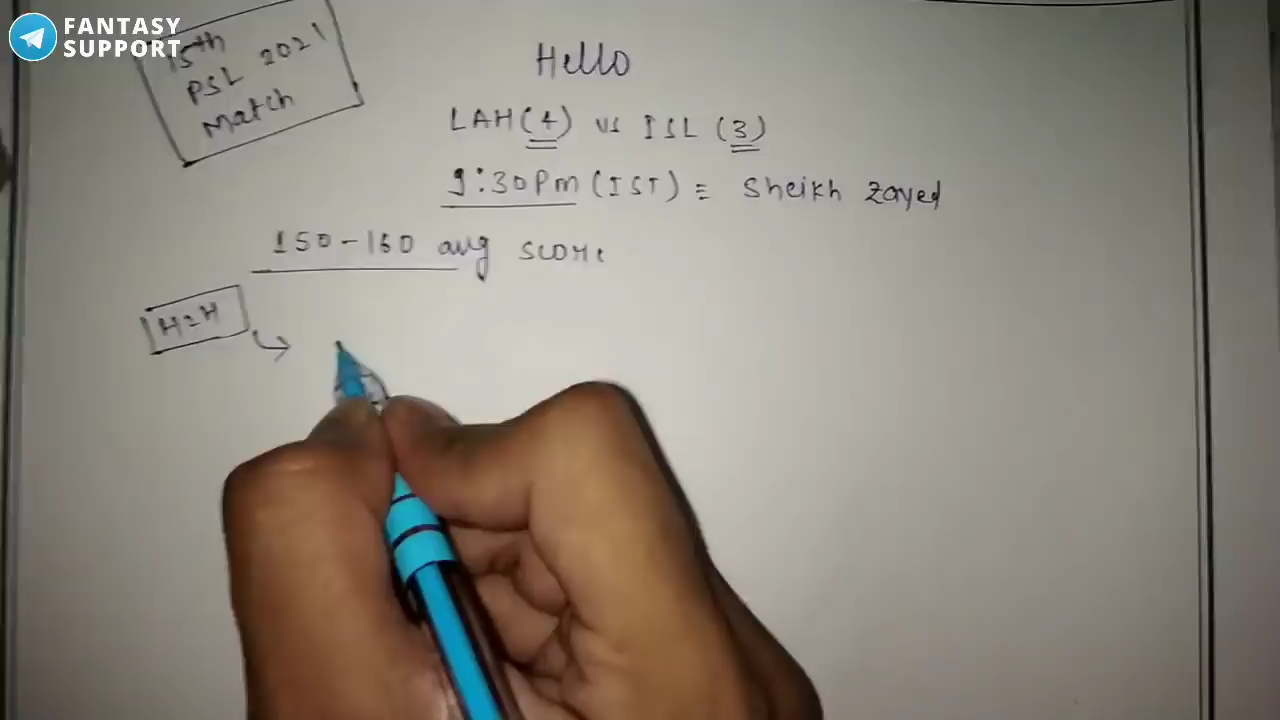 FANTASY
SUPPORT
15th
PSL 2021
Match
Hello
LAH (4) vs ISL (3)
9:30Pm (IST) = Sheikh Zayed
150-160 avg score
H2H